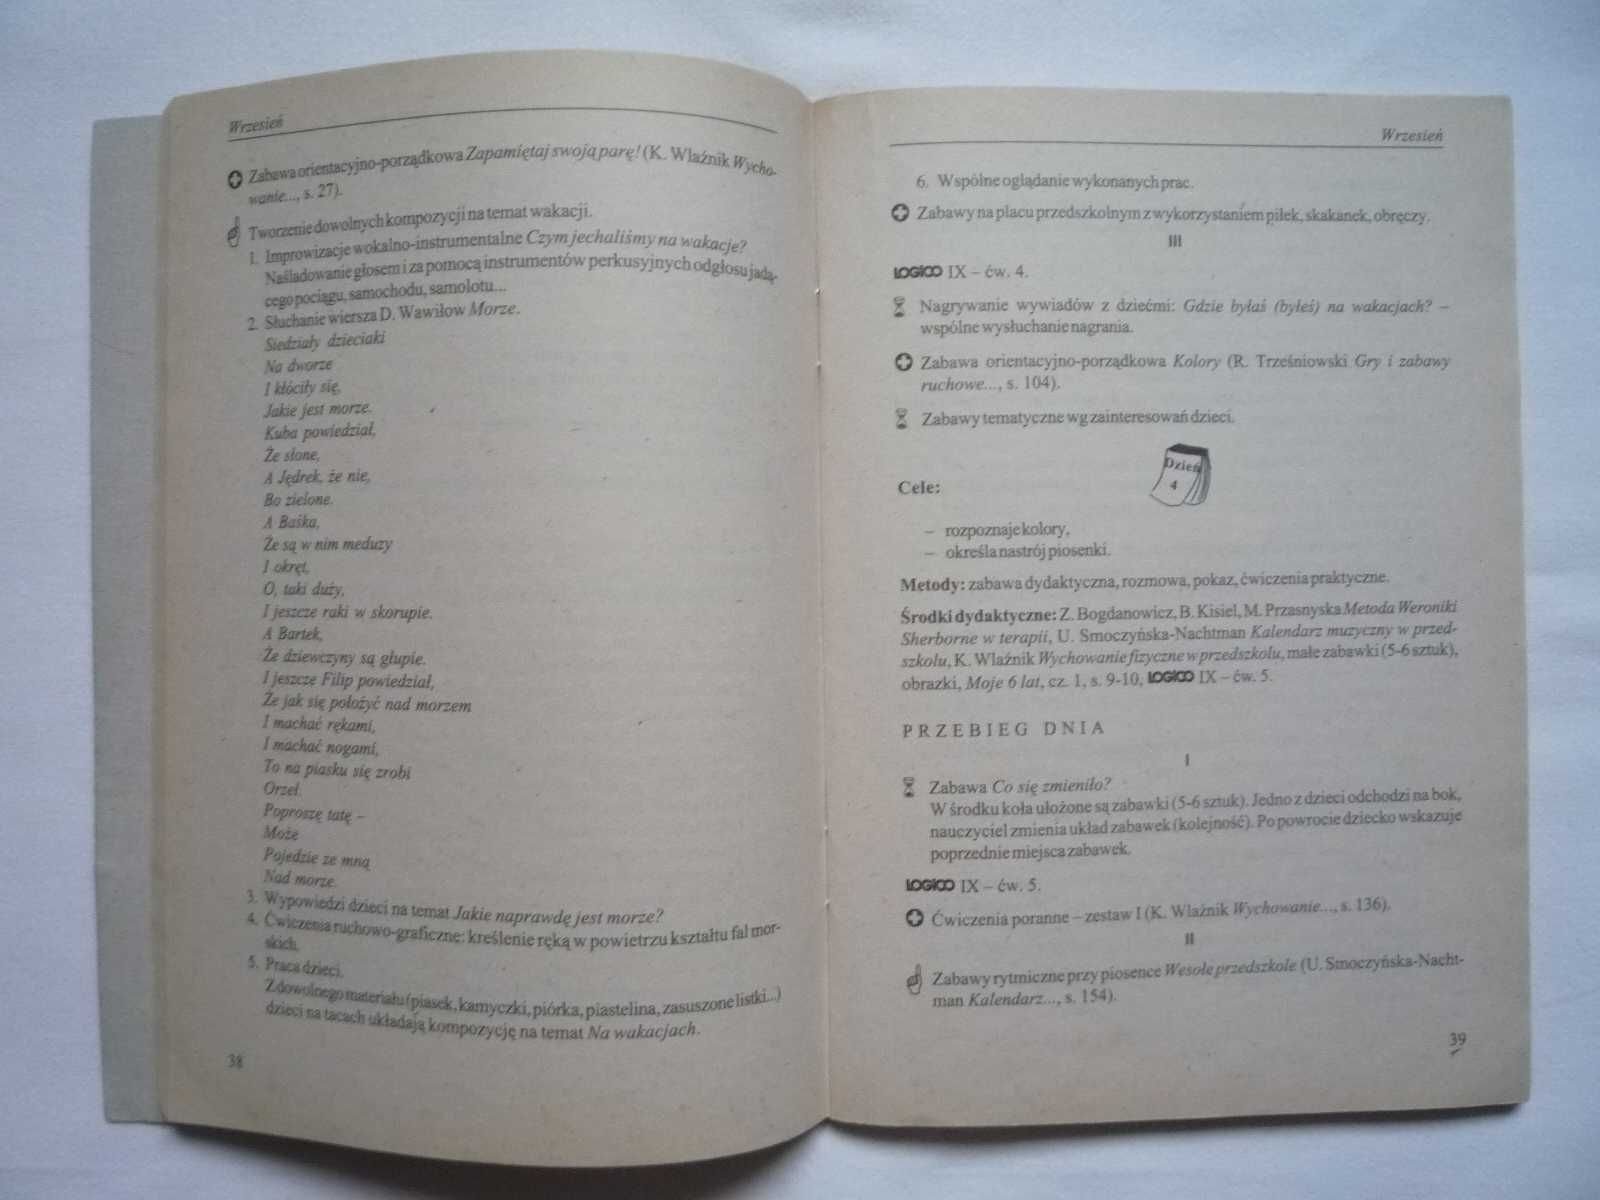 Wrzesień
Zabawa orientacyjno-porządkowa Zapamiętaj swoją parę! (K. Wlaźnik Wycho-
wanie..., s. 27).
Tworzenie dowolnych kompozycji na temat wakacji.
1. Improwizacje wokalno-instrumentalne Czym jechaliśmy na wakacje?
Naśladowanie głosem i za pomocą instrumentów perkusyjnych odgłosu jadą-
cego pociągu, samochodu, samolotu...
2. Słuchanie wiersza D. Wawiłow Morze.
Siedziały dzieciaki
Na dworze
I kłóciły się,
Jakie jest morze.
Kuba powiedział,
Że słone,
A Jędrek, że nie,
Bo zielone.
A Baśka,
Że są w nim meduzy
I okręt,
O, taki duży,
I jeszcze raki w skorupie.
A Bartek,
Że dziewczyny są głupie.
I jeszcze Filip powiedział,
Że jak się położyć nad morzem
I machać rękami,
I machać nogami,
To na piasku się zrobi
Orzeł.
Poproszę tatę –
Może
Pojedzie ze mną
Nad morze.
3. Wypowiedzi dzieci na temat Jakie naprawdę jest morze?
4. Ćwiczenia ruchowo-graficzne: kreślenie ręką w powietrzu kształtu fal mor-
skich.
5. Praca dzieci.
Z dowolnego materiału (piasek, kamyczki, piórka, plastelina, zasuszone listki...)
dzieci na tacach układają kompozycję na temat Na wakacjach.
38
Wrzesień
6. Wspólne oglądanie wykonanych prac.
Zabawy na placu przedszkolnym z wykorzystaniem piłek, skakanek, obręczy.
III
LOGICO IX – ćw. 4.
Nagrywanie wywiadów z dziećmi: Gdzie byłaś (byłeś) na wakacjach? –
wspólne wysłuchanie nagrania.
Zabawa orientacyjno-porządkowa Kolory (R. Trześniowski Gry i zabawy
ruchowe..., s. 104).
Zabawy tematyczne wg zainteresowań dzieci.
Dzień
4
Cele:
– rozpoznaje kolory,
– określa nastrój piosenki.
Metody: zabawa dydaktyczna, rozmowa, pokaz, ćwiczenia praktyczne.
Środki dydaktyczne: Z. Bogdanowicz, B. Kisiel, M. Przasnyska Metoda Weroniki
Sherborne w terapii, U. Smoczyńska-Nachtman Kalendarz muzyczny w przed-
szkolu, K. Wlaźnik Wychowanie fizyczne w przedszkolu, małe zabawki (5-6 sztuk),
obrazki, Moje 6 lat, cz. 1, s. 9-10, LOGICO IX – ćw. 5.
PRZEBIEG DNIA
I
Zabawa Co się zmieniło?
W środku koła ułożone są zabawki (5-6 sztuk). Jedno z dzieci odchodzi na bok,
nauczyciel zmienia układ zabawek (kolejność). Po powrocie dziecko wskazuje
poprzednie miejsca zabawek.
LOGICO IX – ćw. 5.
Ćwiczenia poranne – zestaw I (K. Wlaźnik Wychowanie..., s. 136).
II
Zabawy rytmiczne przy piosence Wesołe przedszkole (U. Smoczyńska-Nacht-
man Kalendarz..., s. 154).
39